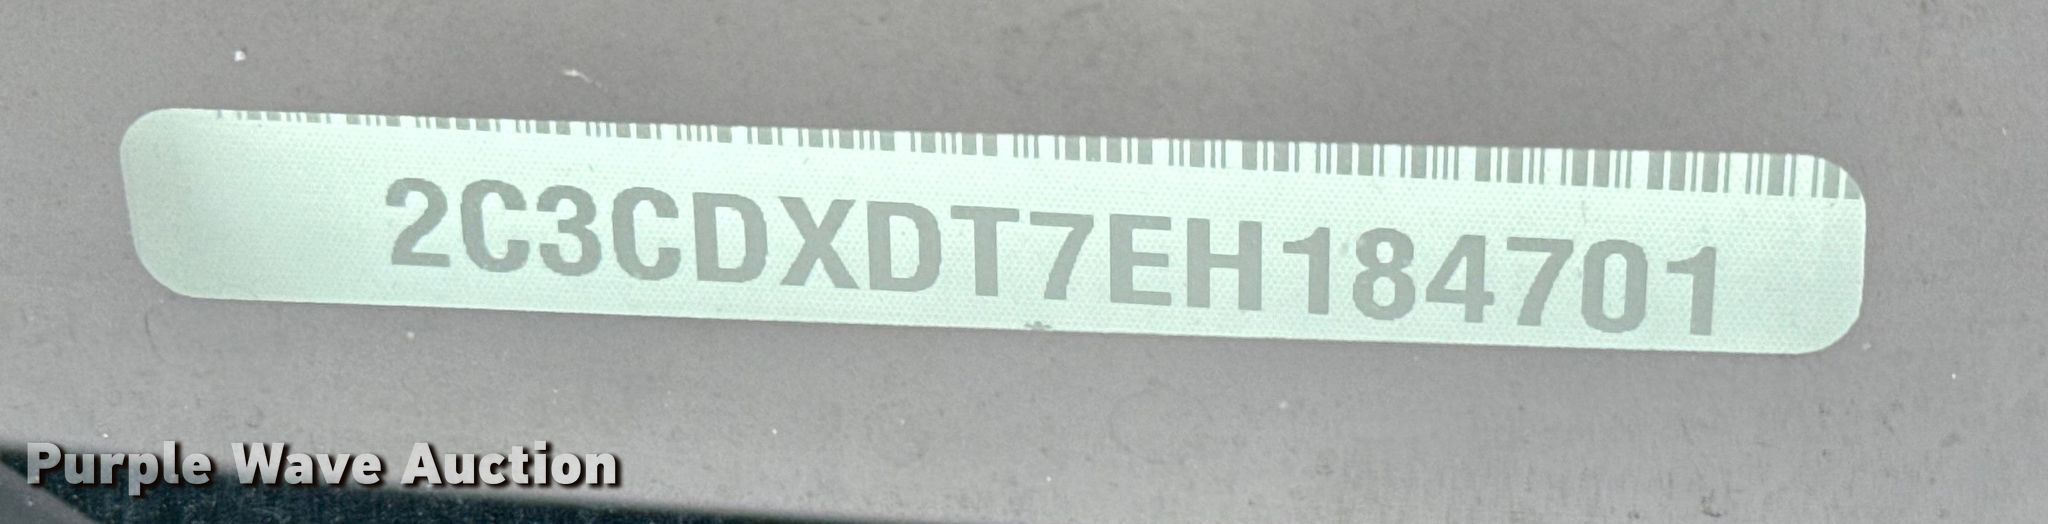 2C3CDXDT7EH184701
Purple Wave Auction